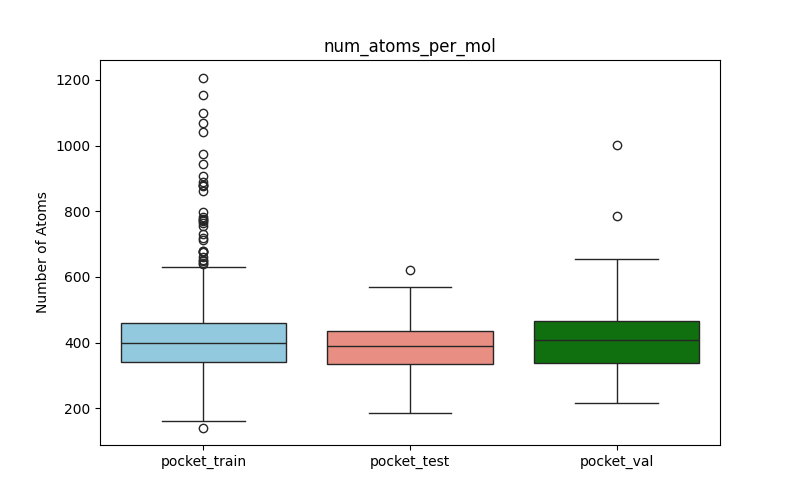 num_atoms_per_mol
Number of Atoms
1200
1000
800
600
400
200
pocket_train
pocket_test
pocket_val